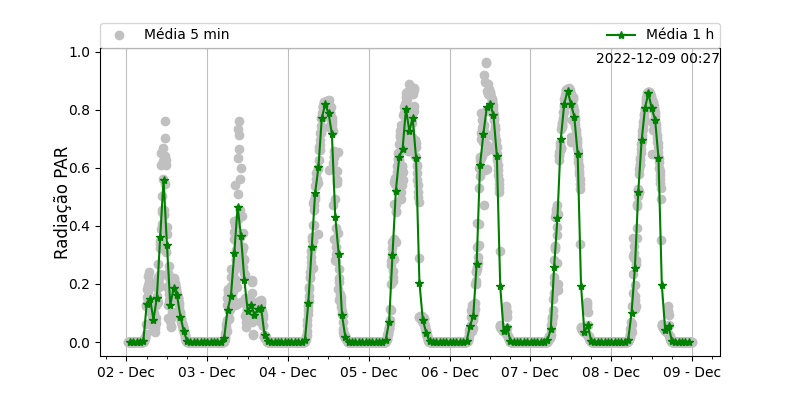 Média 5 min
Média 1 h
2022-12-09 00:27
Radiação PAR
1.0
0.8
0.6
0.4
0.2
0.0
02 - Dec
03 - Dec
04 - Dec
05 - Dec
06 - Dec
07 - Dec
08 - Dec
09 - Dec